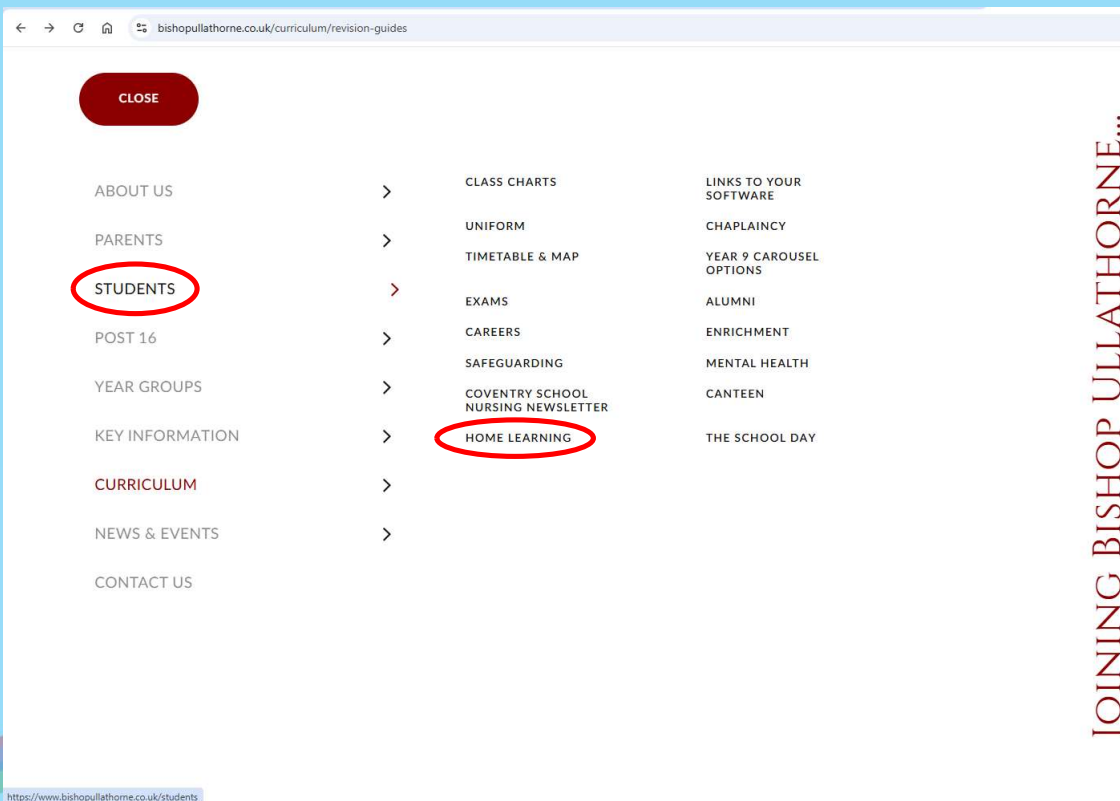 bishopullathorne.co.uk/curriculum/revision-guides
CLOSE
ABOUT US
PARENTS
STUDENTS
POST 16
YEAR GROUPS
KEY INFORMATION
CURRICULUM
NEWS & EVENTS
CONTACT US
CLASS CHARTS
UNIFORM
TIMETABLE & MAP
EXAMS
CAREERS
SAFEGUARDING
COVENTRY SCHOOL
NURSING NEWSLETTER
HOME LEARNING
LINKS TO YOUR
SOFTWARE
CHAPLAINCY
YEAR 9 CAROUSEL
OPTIONS
ALUMNI
ENRICHMENT
MENTAL HEALTH
CANTEEN
THE SCHOOL DAY
JOINING BISHOP ULLATHORNE...
https://www.bishopullathorne.co.uk/students